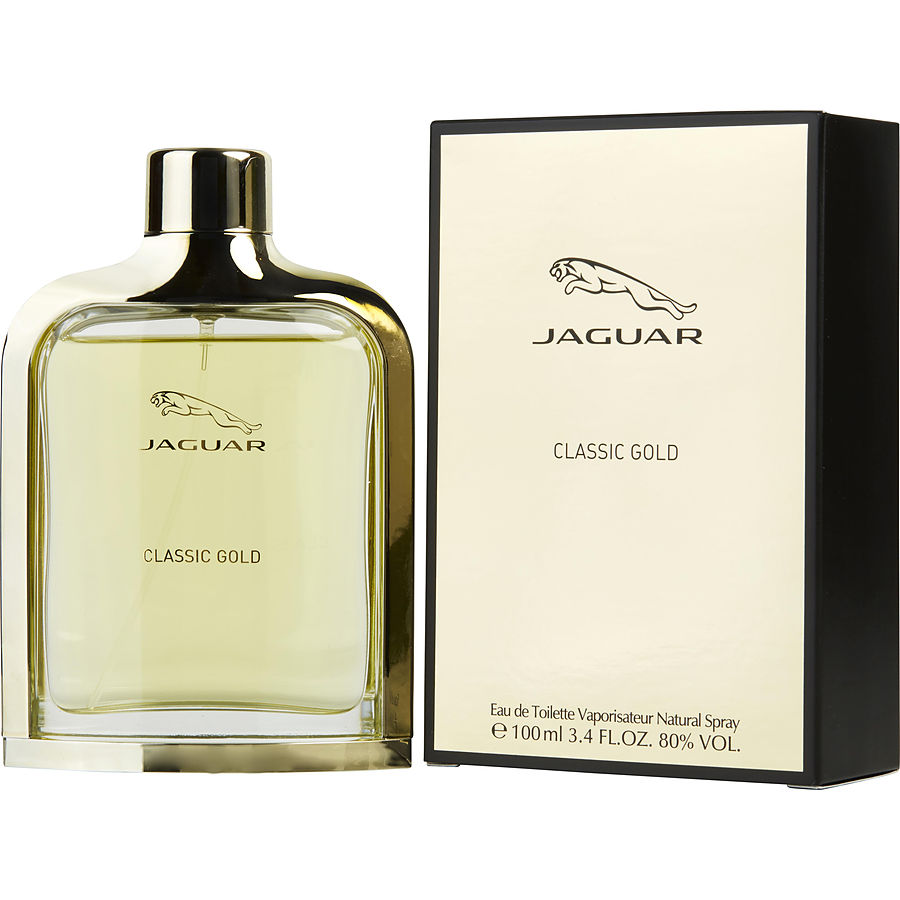 JAGUAR
CLASSIC GOLD
JAGUAR
CLASSIC GOLD
Eau de Toilette Vaporisateur Natural Spray
℮ 100 ml 3.4 FL.OZ. 80% VOL.